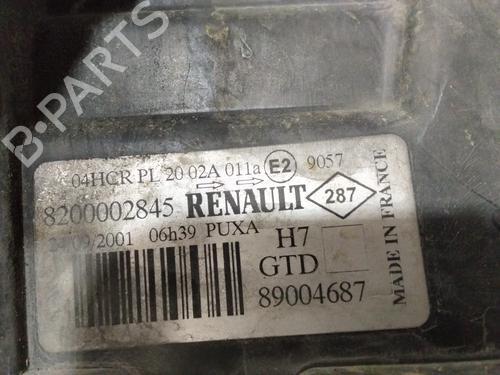 B-PARTS
04HCR PL 20 02A 011a E2 9057
8200002845 RENAULT 287
/09/2001 06h39 PUXA H7
GTD
89004687
MADE IN FRANCE